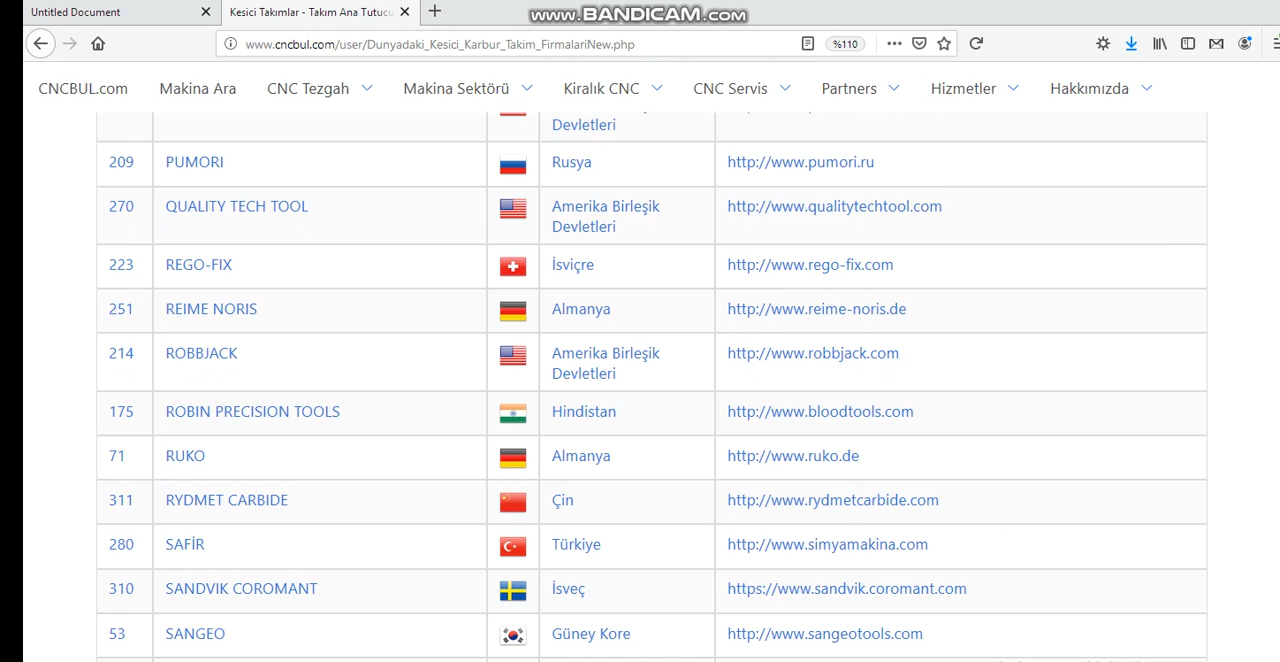 Untitled Document
Kesici Takımlar - Takım Ana Tutucu
www.BANDICAM.com
www.cncbul.com/user/Dunyadaki_Kesici_Karbur_Takim_FirmalariNew.php
%110
CNCBUL.com Makina Ara CNC Tezgah Makina Sektörü Kiralık CNC CNC Servis Partners Hizmetler Hakkımızda
Devletleri
209 PUMORI Rusya http://www.pumori.ru
270 QUALITY TECH TOOL Amerika Birleşik http://www.qualitytechtool.com
Devletleri
223 REGO-FIX İsviçre http://www.rego-fix.com
251 REIME NORIS Almanya http://www.reime-noris.de
214 ROBBJACK Amerika Birleşik http://www.robbjack.com
Devletleri
175 ROBIN PRECISION TOOLS Hindistan http://www.bloodtools.com
71 RUKO Almanya http://www.ruko.de
311 RYDMET CARBIDE Çin http://www.rydmetcarbide.com
280 SAFİR Türkiye http://www.simyamakina.com
310 SANDVIK COROMANT İsveç https://www.sandvik.coromant.com
53 SANGEO Güney Kore http://www.sangeotools.com